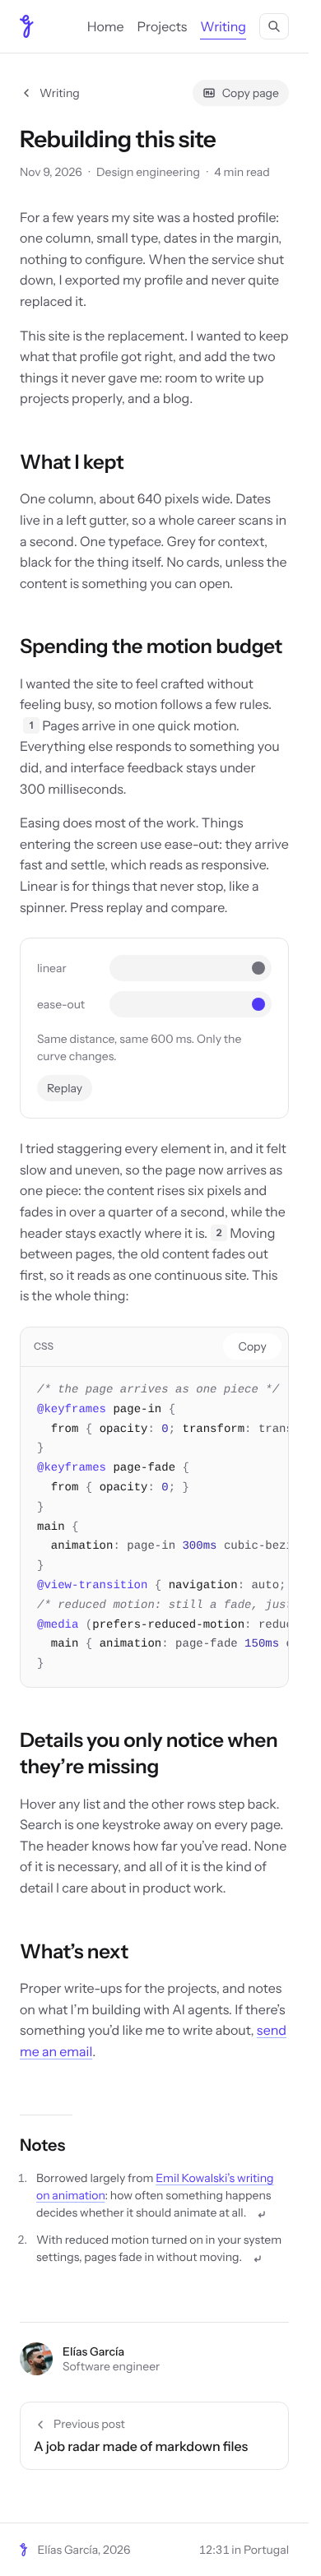 Home Projects Writing
Writing Copy page
Rebuilding this site
Nov 9, 2026 · Design engineering · 4 min read
For a few years my site was a hosted profile:
one column, small type, dates in the margin,
nothing to configure. When the service shut
down, I exported my profile and never quite
replaced it.
This site is the replacement. I wanted to keep
what that profile got right, and add the two
things it never gave me: room to write up
projects properly, and a blog.
What I kept
One column, about 640 pixels wide. Dates
live in a left gutter, so a whole career scans in
a second. One typeface. Grey for context,
black for the thing itself. No cards, unless the
content is something you can open.
Spending the motion budget
I wanted the site to feel crafted without
feeling busy, so motion follows a few rules.
1 Pages arrive in one quick motion.
Everything else responds to something you
did, and interface feedback stays under
300 milliseconds.
Easing does most of the work. Things
entering the screen use ease-out: they arrive
fast and settle, which reads as responsive.
Linear is for things that never stop, like a
spinner. Press replay and compare.
linear
ease-out
Same distance, same 600 ms. Only the
curve changes.
Replay
I tried staggering every element in, and it felt
slow and uneven, so the page now arrives as
one piece: the content rises six pixels and
fades in over a quarter of a second, while the
header stays exactly where it is. 2 Moving
between pages, the old content fades out
first, so it reads as one continuous site. This
is the whole thing:
CSS Copy
/* the page arrives as one piece */
@keyframes page-in {
from { opacity: 0; transform: trans
}
@keyframes page-fade {
from { opacity: 0; }
}
main {
animation: page-in 300ms cubic-bezi
}
@view-transition { navigation: auto;
/* reduced motion: still a fade, jus
@media (prefers-reduced-motion: reduc
main { animation: page-fade 150ms
}
Details you only notice when
they’re missing
Hover any list and the other rows step back.
Search is one keystroke away on every page.
The header knows how far you’ve read. None
of it is necessary, and all of it is the kind of
detail I care about in product work.
What’s next
Proper write-ups for the projects, and notes
on what I’m building with AI agents. If there’s
something you’d like me to write about, send
me an email.
Notes
1. Borrowed largely from Emil Kowalski’s writing
on animation: how often something happens
decides whether it should animate at all. ↵
2. With reduced motion turned on in your system
settings, pages fade in without moving. ↵
Elías García
Software engineer
Previous post
A job radar made of markdown files
Elías García, 2026 12:31 in Portugal